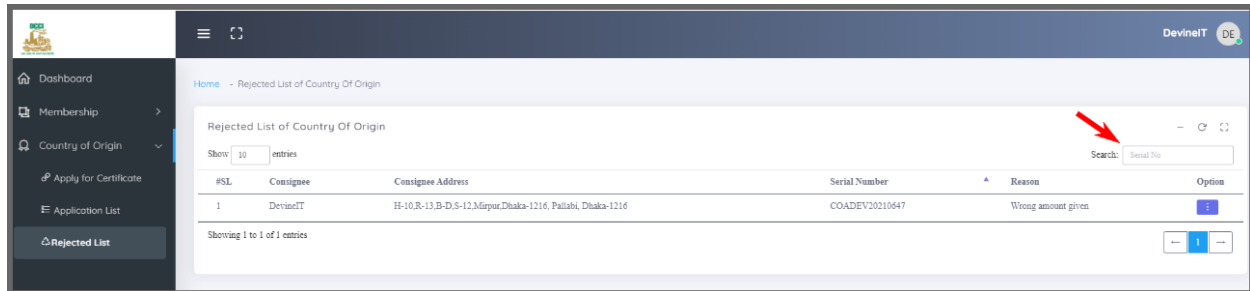 BCCI
DevineIT DE
Dashboard
Membership
Country of Origin
Apply for Certificate
Application List
Rejected List
Home - Rejected List of Country Of Origin
Rejected List of Country Of Origin
Show 10 entries
Search: Serial No
#SL Consignee Consignee Address Serial Number Reason Option
1 DevineIT H-10,R-13,B-D,S-12,Mirpur,Dhaka-1216, Pallabi, Dhaka-1216 COADEV20210647 Wrong amount given
Showing 1 to 1 of 1 entries
← 1 →